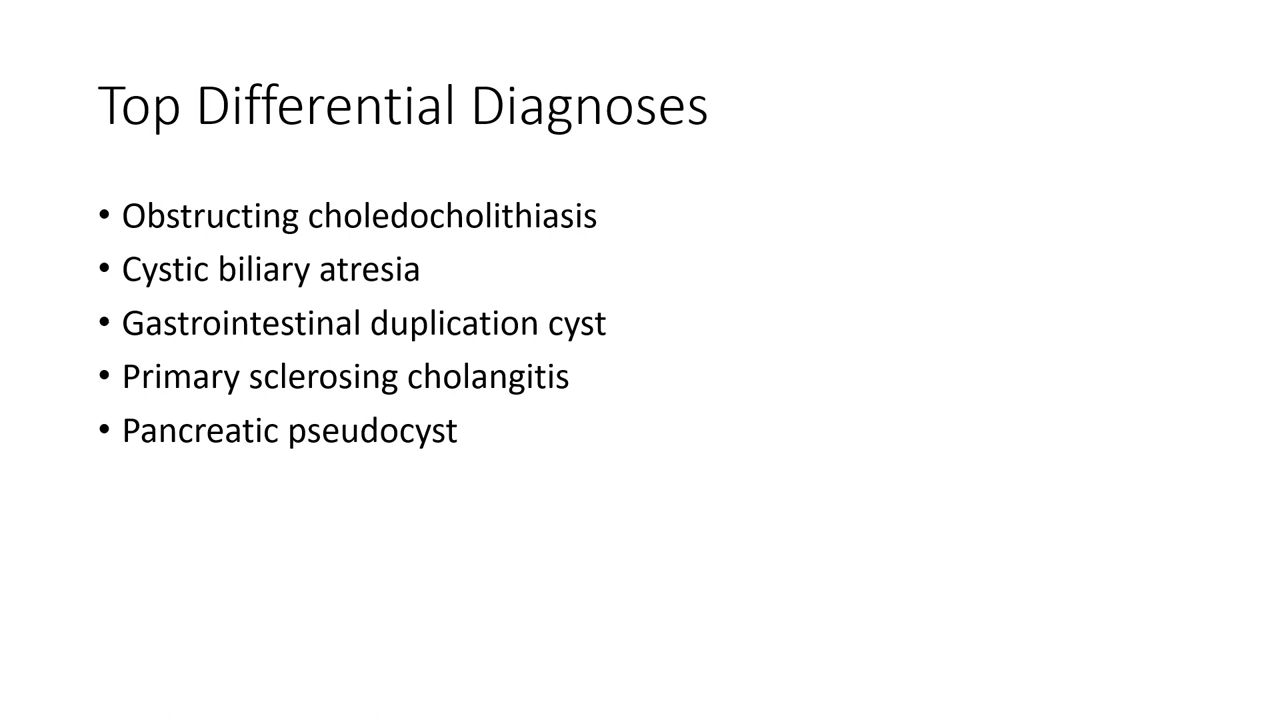 Top Differential Diagnoses
• Obstructing choledocholithiasis
• Cystic biliary atresia
• Gastrointestinal duplication cyst
• Primary sclerosing cholangitis
• Pancreatic pseudocyst